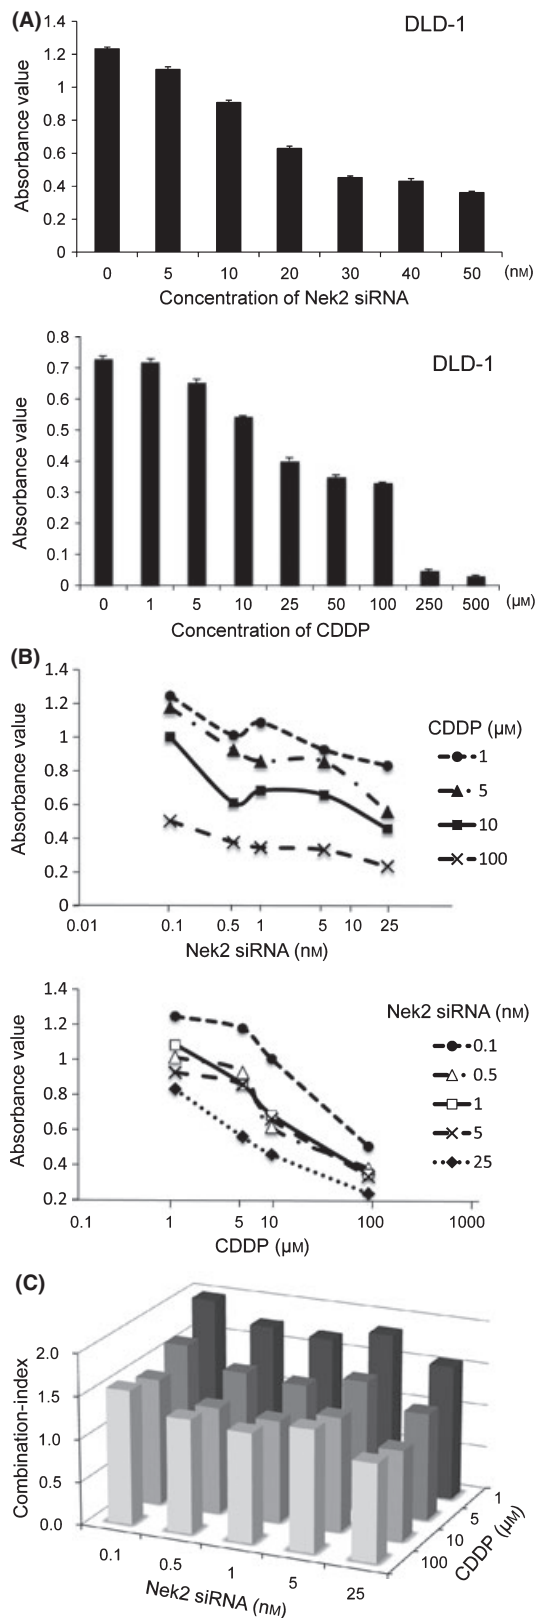 (A)
DLD-1
Absorbance value
1.4
1.2
1
0.8
0.6
0.4
0.2
0
0 5 10 20 30 40 50 (nM)
Concentration of Nek2 siRNA
DLD-1
Absorbance value
0.8
0.7
0.6
0.5
0.4
0.3
0.2
0.1
0
0 1 5 10 25 50 100 250 500 (μM)
Concentration of CDDP
(B)
Absorbance value
1.4
1.2
1
0.8
0.6
0.4
0.2
0
0.01 0.1 0.5 1 5 10 25
Nek2 siRNA (nM)
CDDP (μM)
1
5
10
100
Absorbance value
1.4
1.2
1
0.8
0.6
0.4
0.2
0.1 1 5 10 100 1000
CDDP (μM)
Nek2 siRNA (nM)
0.1
0.5
1
5
25
(C)
Combination-index
2.0
1.5
1.0
0.5
0.0
0.1 0.5 1 5 25
Nek2 siRNA (nM)
1
5
10
100
CDDP (μM)